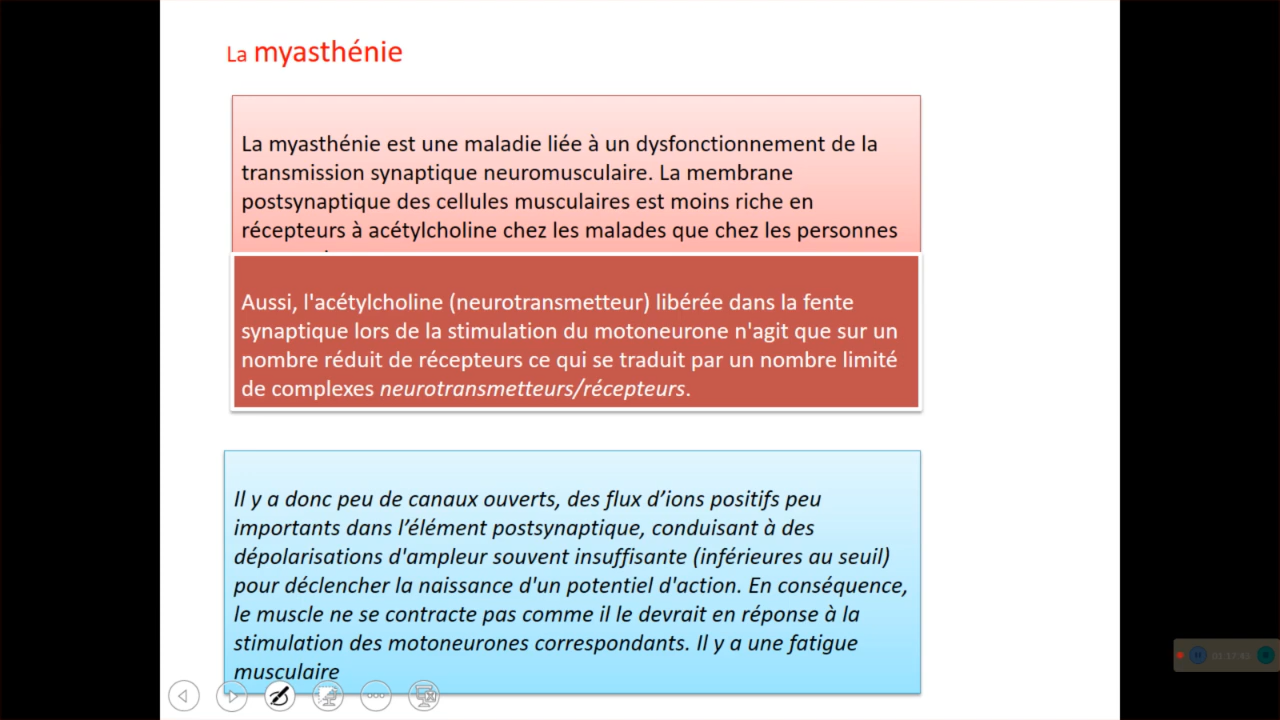 La myasthénie
La myasthénie est une maladie liée à un dysfonctionnement de la
transmission synaptique neuromusculaire. La membrane
postsynaptique des cellules musculaires est moins riche en
récepteurs à acétylcholine chez les malades que chez les personnes
Aussi, l'acétylcholine (neurotransmetteur) libérée dans la fente
synaptique lors de la stimulation du motoneurone n'agit que sur un
nombre réduit de récepteurs ce qui se traduit par un nombre limité
de complexes neurotransmetteurs/récepteurs.
Il y a donc peu de canaux ouverts, des flux d’ions positifs peu
importants dans l’élément postsynaptique, conduisant à des
dépolarisations d'ampleur souvent insuffisante (inférieures au seuil)
pour déclencher la naissance d'un potentiel d'action. En conséquence,
le muscle ne se contracte pas comme il le devrait en réponse à la
stimulation des motoneurones correspondants. Il y a une fatigue
musculaire